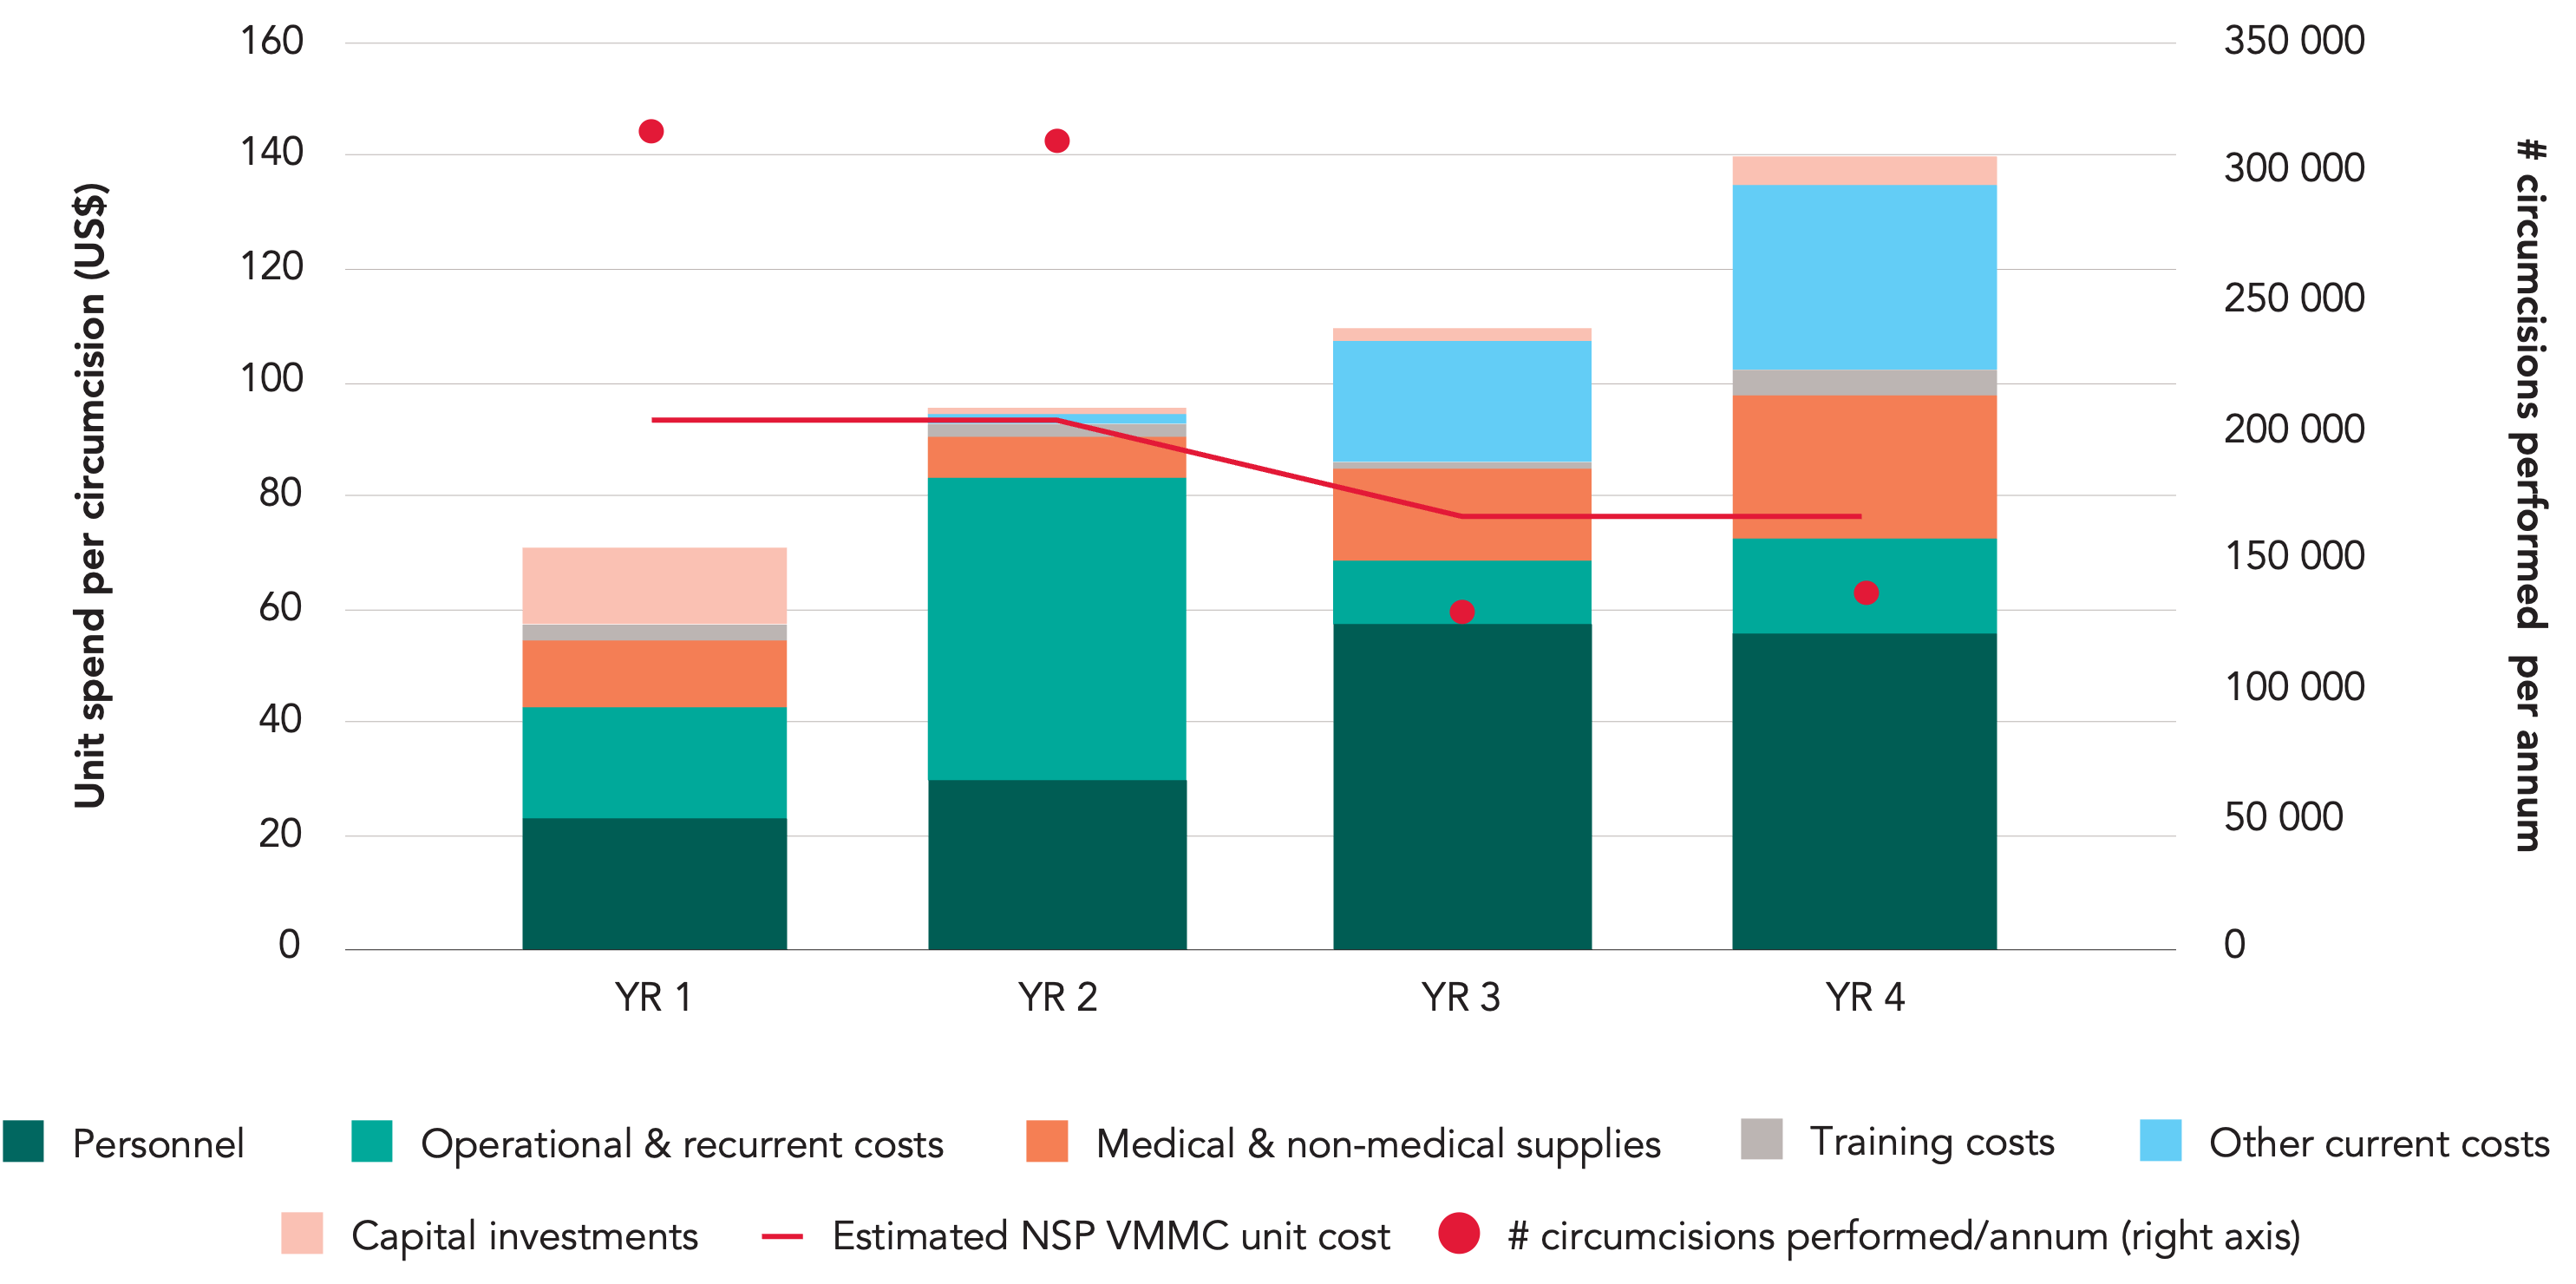 Unit spend per circumcision (US$)
160
140
120
100
80
60
40
20
0
350 000
300 000
250 000
200 000
150 000
100 000
50 000
0
# circumcisions performed per annum
YR 1
YR 2
YR 3
YR 4
Personnel
Operational & recurrent costs
Medical & non-medical supplies
Training costs
Other current costs
Capital investments
Estimated NSP VMMC unit cost
# circumcisions performed/annum (right axis)